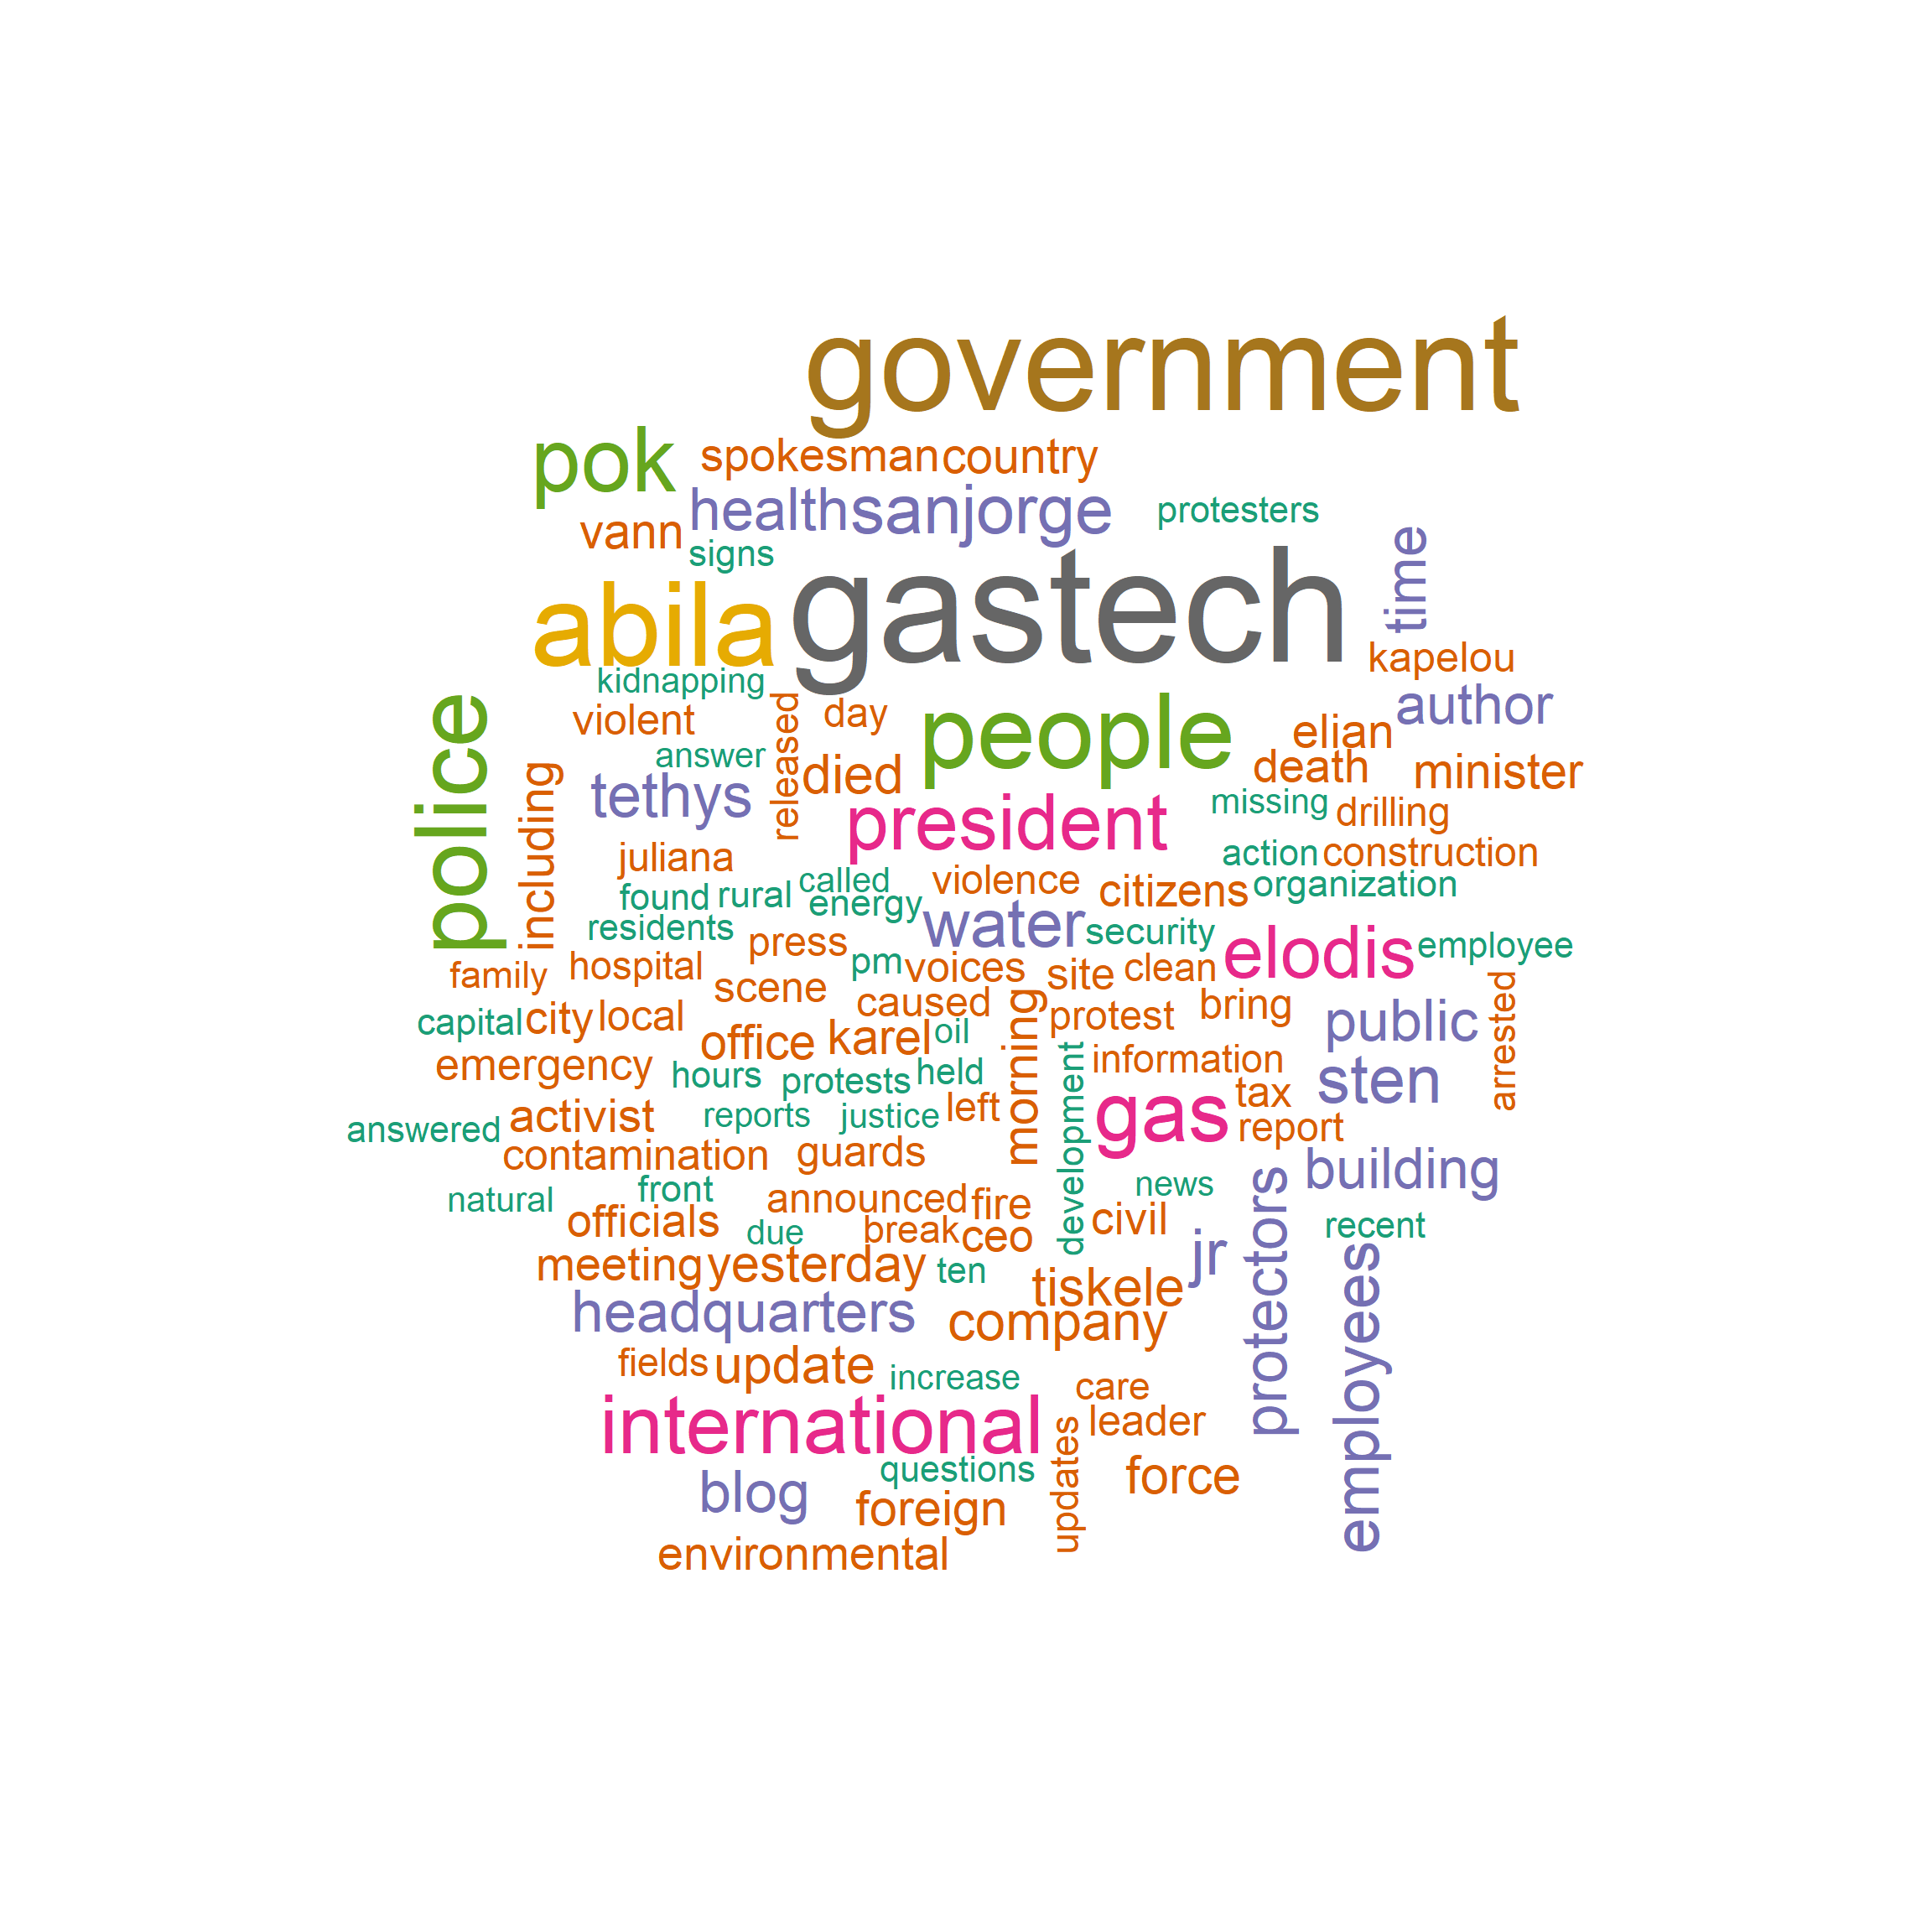 government
pok
spokesman country
health sanjorge
protesters
vann
signs
time
abila
gastech
kapelou
kidnapping
author
police
violent
released
day
people
elian
answer
including
tethys
died
death
minister
president
missing
drilling
juliana
action construction
called
violence
citizens
organization
found rural
energy
residents
press
water
security
elodis
employee
family
hospital
pm
voices
site
clean
arrested
scene
caused
morning
protest
bring
public
capital
city
local
office
karel
oil
development
information
emergency
hours
protests
held
tax
sten
answered
activist
reports
justice
left
gas
report
contamination
guards
building
natural
front
announced
fire
news
protectors
officials
due
break
ceo
civil
recent
meeting
yesterday
ten
jr
employees
headquarters
tiskele
company
fields
update
increase
care
international
updates
leader
blog
questions
force
foreign
environmental